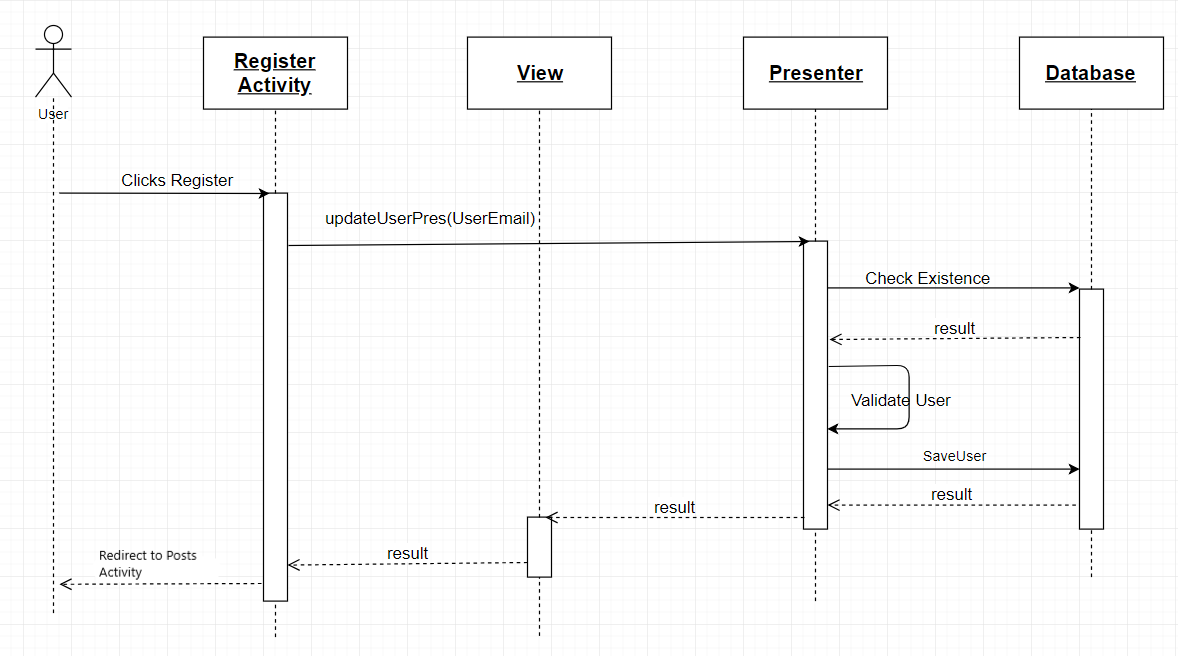 User
Register
Activity
View
Presenter
Database
Clicks Register
updateUserPres(UserEmail)
Check Existence
result
Validate User
SaveUser
result
result
result
Redirect to Posts
Activity